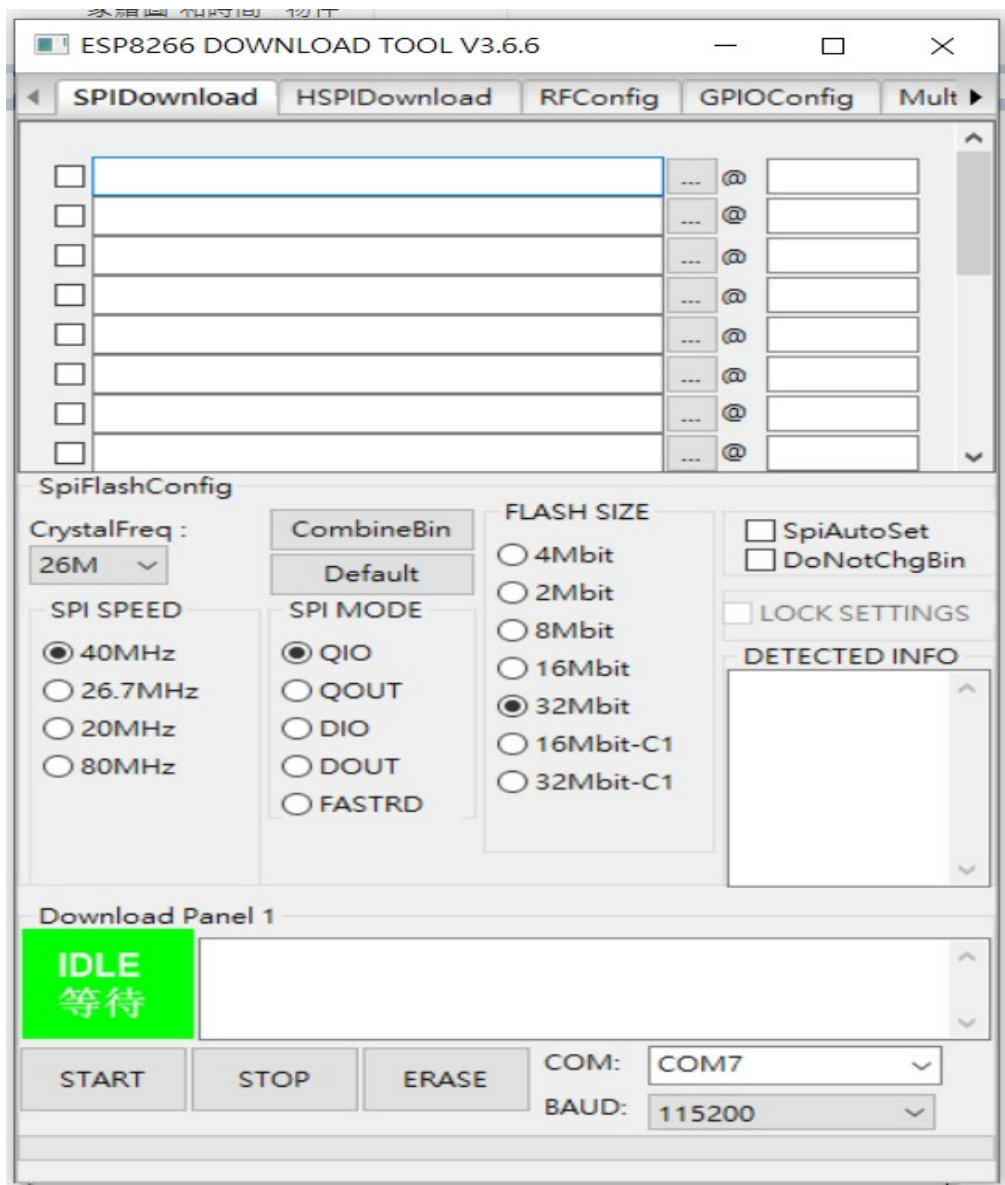 ESP8266 DOWNLOAD TOOL V3.6.6
SPIDownload HSPIDownload RFConfig GPIOConfig Mult
... @
... @
... @
... @
... @
... @
... @
... @
SpiFlashConfig
CrystalFreq :
26M
CombineBin
Default
SPI SPEED
40MHz
26.7MHz
20MHz
80MHz
SPI MODE
QIO
QOUT
DIO
DOUT
FASTRD
FLASH SIZE
4Mbit
2Mbit
8Mbit
16Mbit
32Mbit
16Mbit-C1
32Mbit-C1
SpiAutoSet
DoNotChgBin
LOCK SETTINGS
DETECTED INFO
Download Panel 1
IDLE
等待
START STOP ERASE
COM: COM7
BAUD: 115200